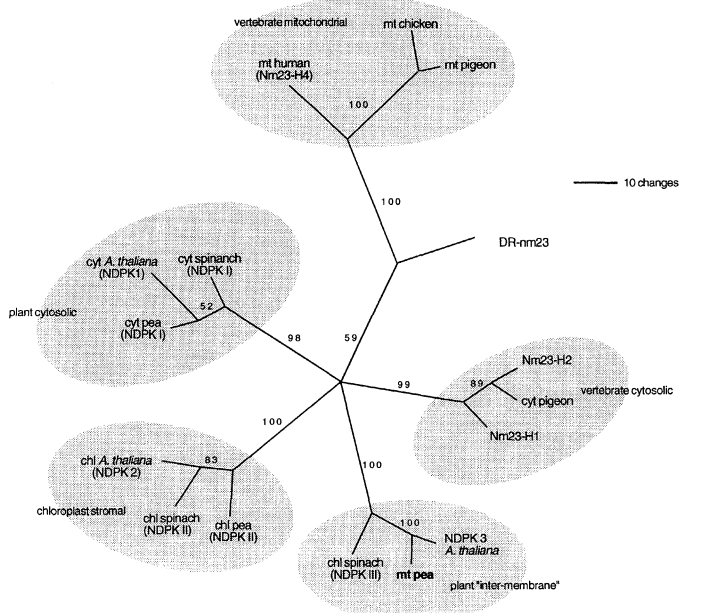 vertebrate mitochondrial
mt chicken
mt human
(Nm23-H4)
mt pigeon
100
10 changes
100
DR-nm23
cyt A. thaliana
(NDPK1)
cyt spinanch
(NDPK I)
52
plant cytosolic
cyt pea
(NDPK I)
98
59
Nm23-H2
99
89
vertebrate cytosolic
cyt pigeon
Nm23-H1
100
chl A. thaliana
(NDPK 2)
83
100
chloroplast stromal
chl spinach
(NDPK II)
chl pea
(NDPK II)
100
NDPK 3
A. thaliana
chl spinach
(NDPK III)
mt pea
plant "inter-membrane"